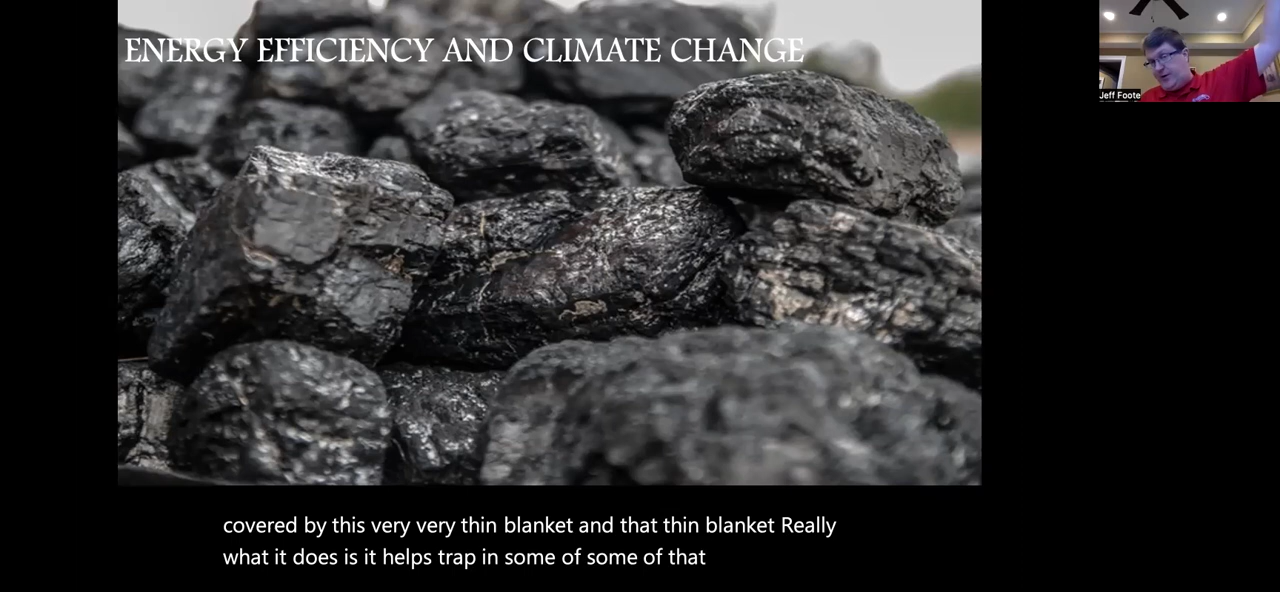 ENERGY EFFICIENCY AND CLIMATE CHANGE
Jeff Foote
covered by this very very thin blanket and that thin blanket Really
what it does is it helps trap in some of some of that